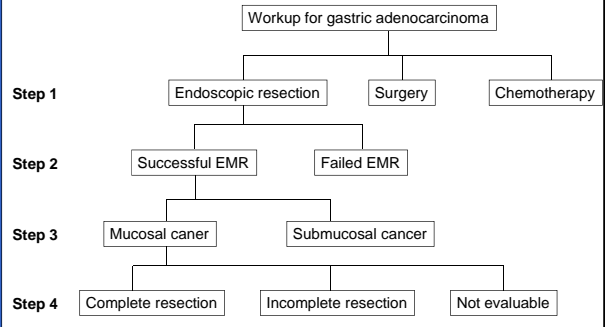 Workup for gastric adenocarcinoma
Step 1 Endoscopic resection Surgery Chemotherapy
Step 2 Successful EMR Failed EMR
Step 3 Mucosal caner Submucosal cancer
Step 4 Complete resection Incomplete resection Not evaluable